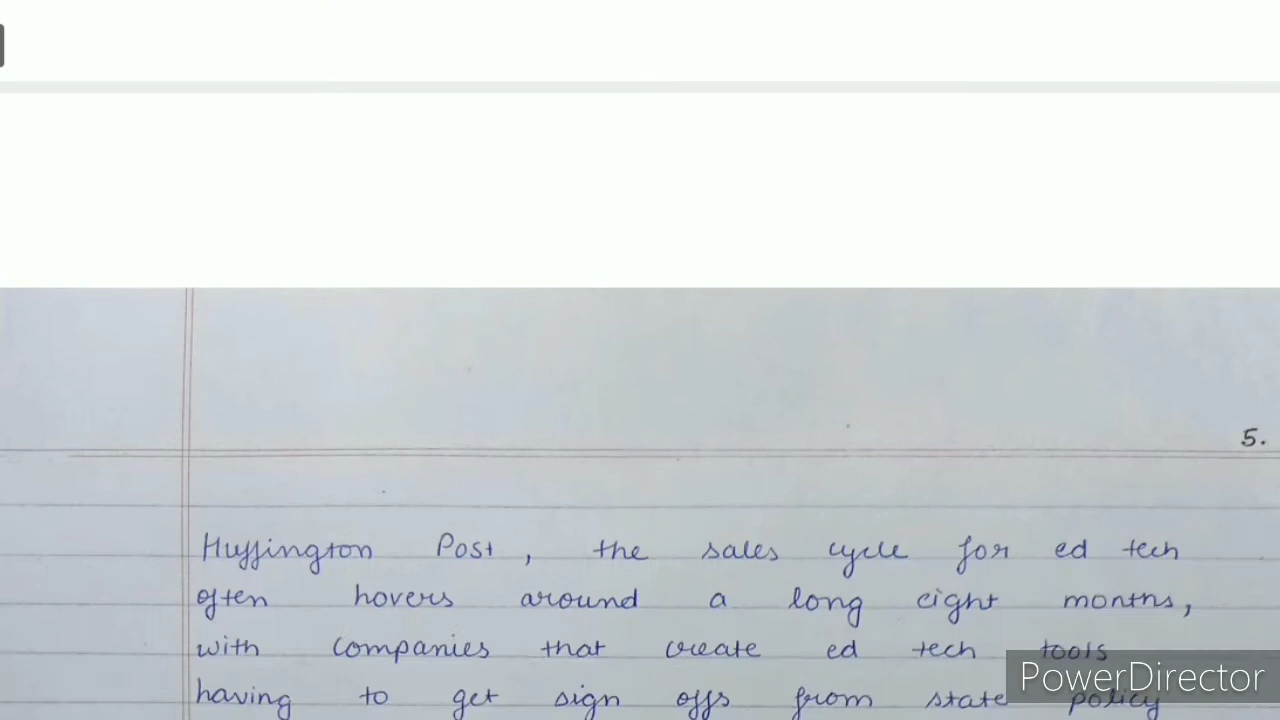 5.
Huffington Post, the sales cycle for ed tech
often hovers around a long eight months,
with companies that create ed tech tools
having to get sign offs from state policy
PowerDirector